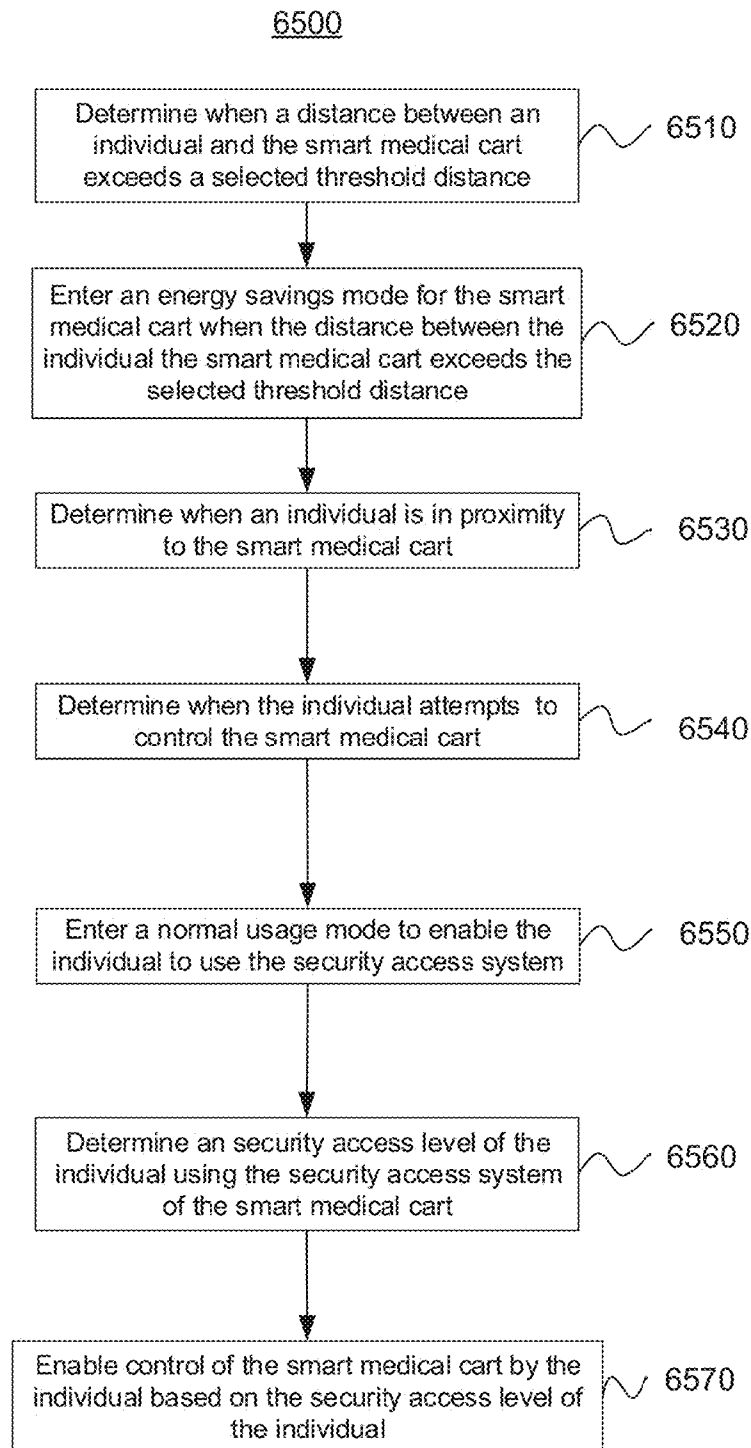 6500
Determine when a distance between an
individual and the smart medical cart
exceeds a selected threshold distance
6510
Enter an energy savings mode for the smart
medical cart when the distance between the
individual the smart medical cart exceeds the
selected threshold distance
6520
Determine when an individual is in proximity
to the smart medical cart
6530
Determine when the individual attempts to
control the smart medical cart
6540
Enter a normal usage mode to enable the
individual to use the security access system
6550
Determine an security access level of the
individual using the security access system
of the smart medical cart
6560
Enable control of the smart medical cart by the
individual based on the security access level of
the individual
6570